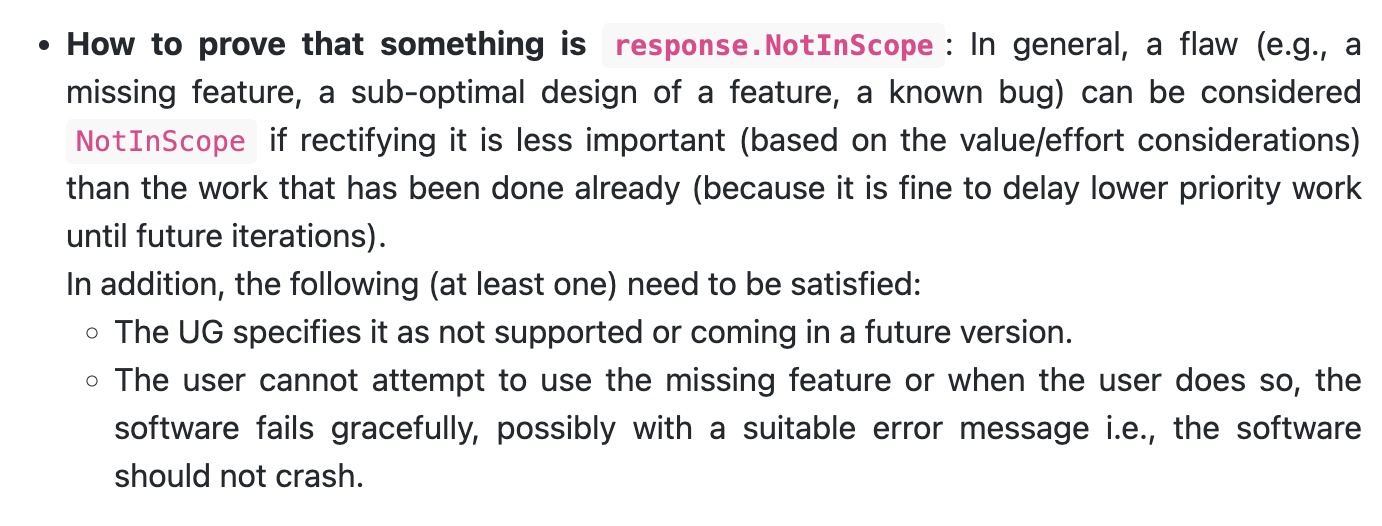 • How to prove that something is response.NotInScope: In general, a flaw (e.g., a
missing feature, a sub-optimal design of a feature, a known bug) can be considered
NotInScope if rectifying it is less important (based on the value/effort considerations)
than the work that has been done already (because it is fine to delay lower priority work
until future iterations).
In addition, the following (at least one) need to be satisfied:
◦ The UG specifies it as not supported or coming in a future version.
◦ The user cannot attempt to use the missing feature or when the user does so, the
software fails gracefully, possibly with a suitable error message i.e., the software
should not crash.